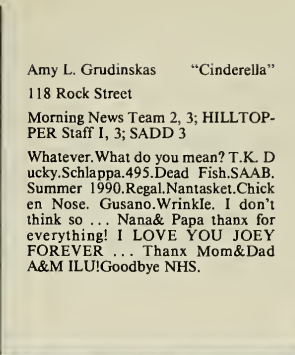 Amy L. Grudinskas "Cinderella"
118 Rock Street
Morning News Team 2, 3; HILLTOP-
PER Staff I, 3; SADD 3
Whatever.What do you mean? T.K. D
ucky.Schlappa.495.Dead Fish.SAAB.
Summer 1990.Regal.Nantasket.Chick
en Nose. Gusano.Wrinkle. I don't
think so ... Nana& Papa thanx for
everything! I LOVE YOU JOEY
FOREVER ... Thanx Mom&Dad
A&M ILU!Goodbye NHS.